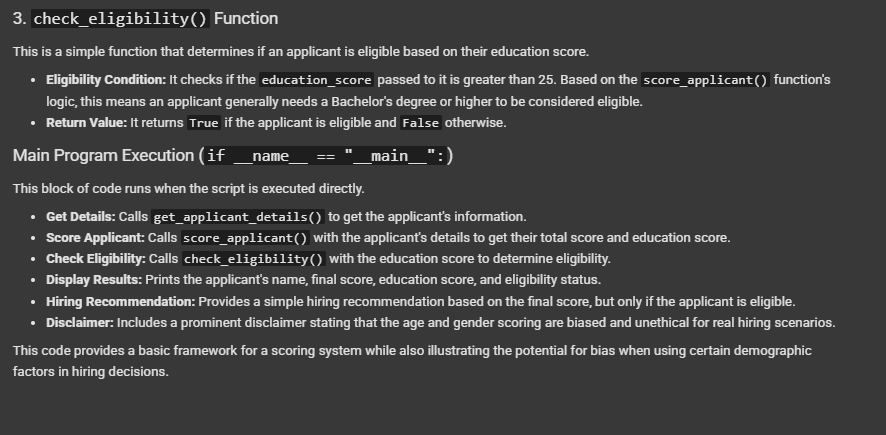 3. check_eligibility() Function
This is a simple function that determines if an applicant is eligible based on their education score.
• Eligibility Condition: It checks if the education_score passed to it is greater than 25. Based on the score_applicant() function's
logic, this means an applicant generally needs a Bachelor's degree or higher to be considered eligible.
• Return Value: It returns True if the applicant is eligible and False otherwise.
Main Program Execution (if __name__ == "__main__":)
This block of code runs when the script is executed directly.
• Get Details: Calls get_applicant_details() to get the applicant's information.
• Score Applicant: Calls score_applicant() with the applicant's details to get their total score and education score.
• Check Eligibility: Calls check_eligibility() with the education score to determine eligibility.
• Display Results: Prints the applicant's name, final score, education score, and eligibility status.
• Hiring Recommendation: Provides a simple hiring recommendation based on the final score, but only if the applicant is eligible.
• Disclaimer: Includes a prominent disclaimer stating that the age and gender scoring are biased and unethical for real hiring scenarios.
This code provides a basic framework for a scoring system while also illustrating the potential for bias when using certain demographic
factors in hiring decisions.